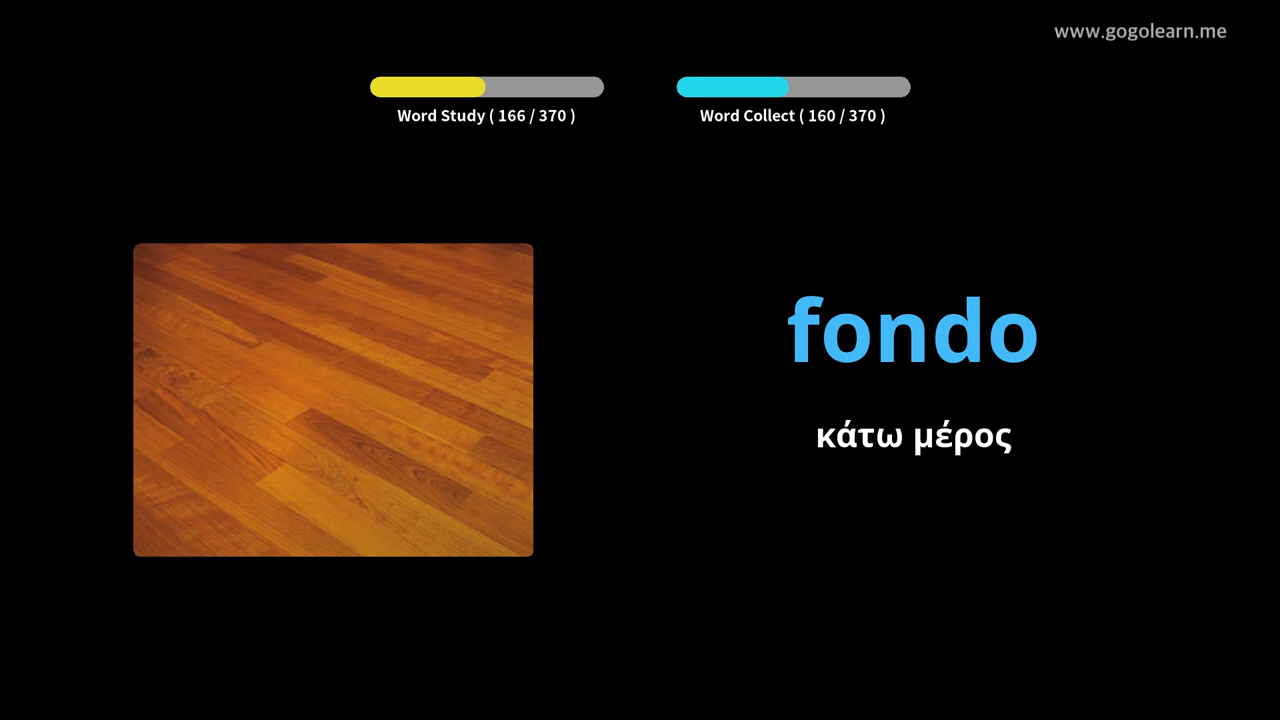 www.gogolearn.me
Word Study ( 166 / 370 )
Word Collect ( 160 / 370 )
fondo
κάτω μέρος